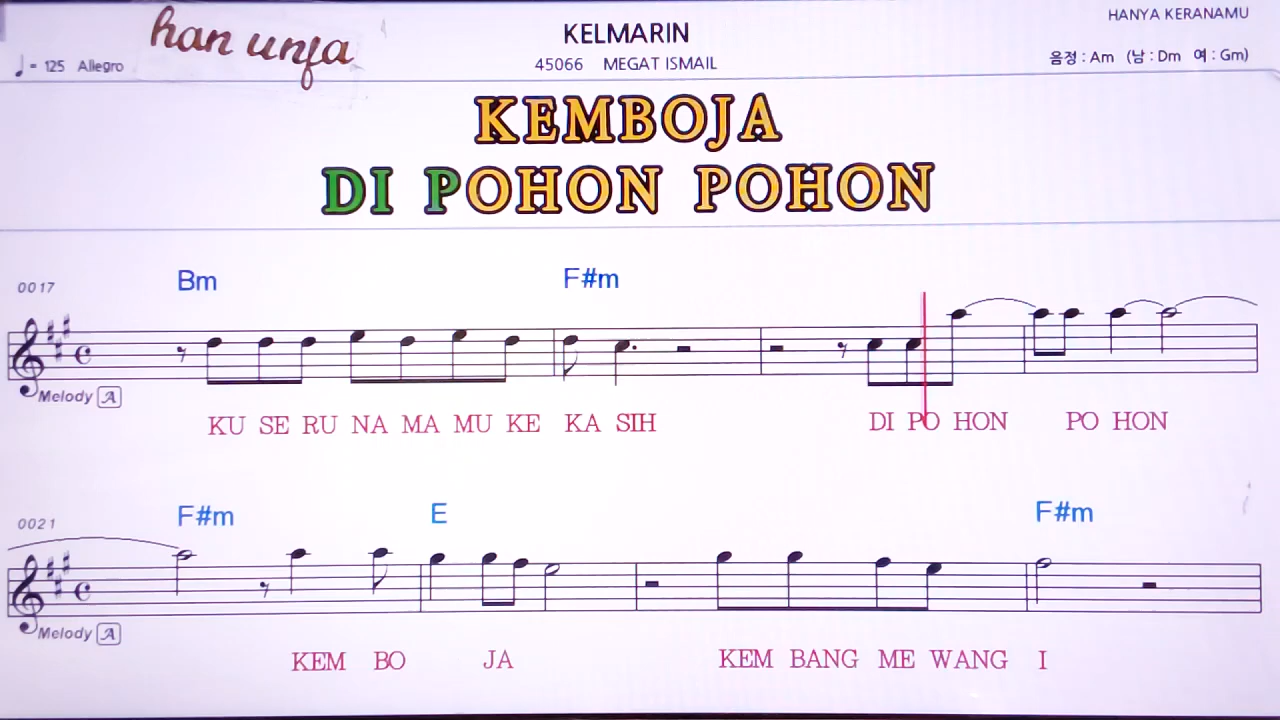 han unfa
KELMARIN
HANYA KERANAMU
♩= 125 Allegro
45066 MEGAT ISMAIL
음정 : Am (남 : Dm 여 : Gm)
KEMBOJA
DI POHON POHON
0017
Bm F#m
Melody A
KU SE RU NA MA MU KE KA SIH DI PO HON PO HON
0021
F#m E F#m
Melody A
KEM BO JA KEM BANG ME WANG I